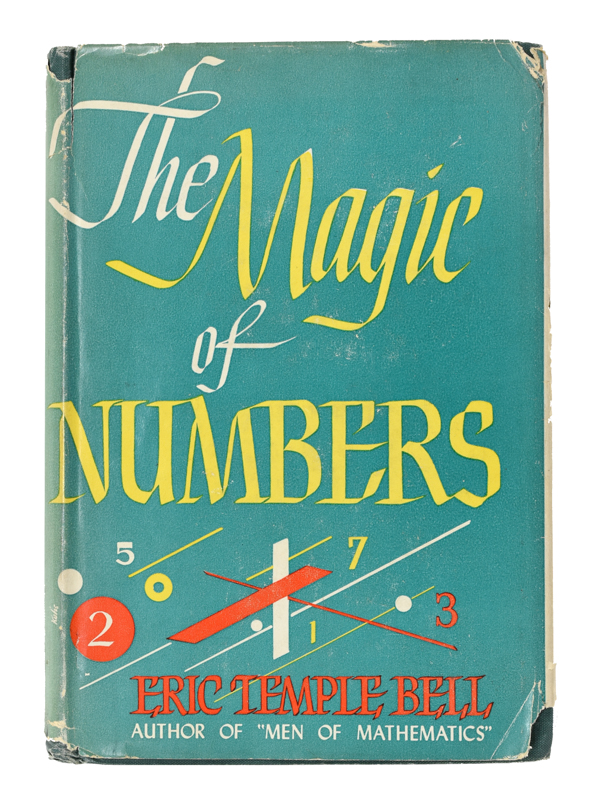 The
Magic
of
NUMBERS
5
7
2
1
3
ERIC TEMPLE BELL
AUTHOR OF "MEN OF MATHEMATICS"